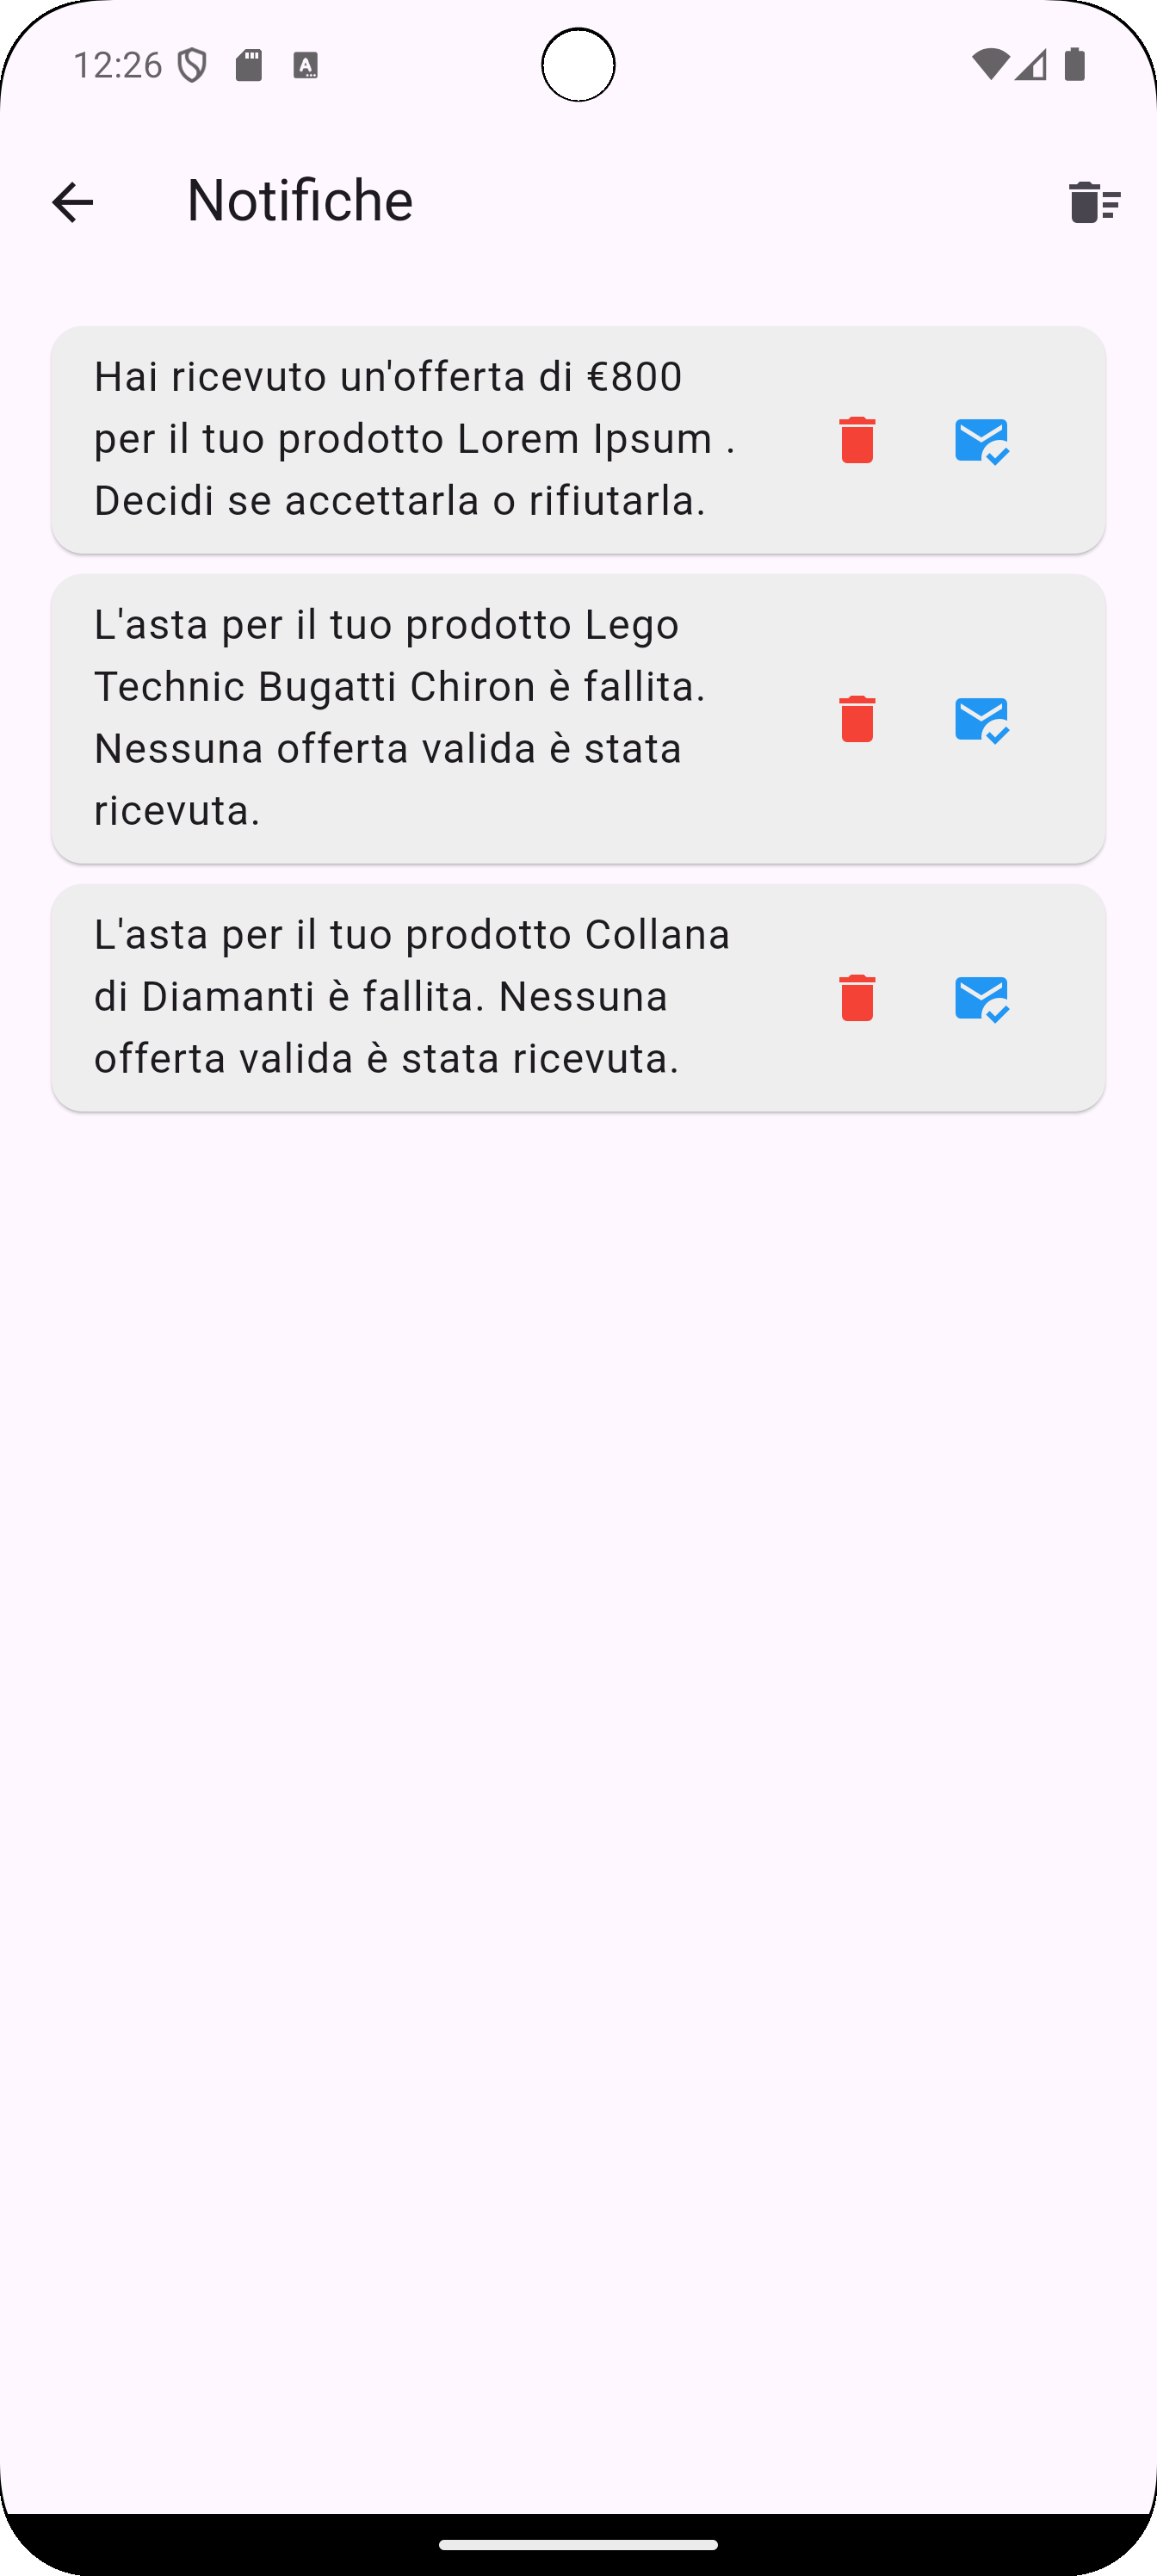 12:26
Notifiche
Hai ricevuto un'offerta di €800
per il tuo prodotto Lorem Ipsum .
Decidi se accettarla o rifiutarla.
L'asta per il tuo prodotto Lego
Technic Bugatti Chiron è fallita.
Nessuna offerta valida è stata
ricevuta.
L'asta per il tuo prodotto Collana
di Diamanti è fallita. Nessuna
offerta valida è stata ricevuta.